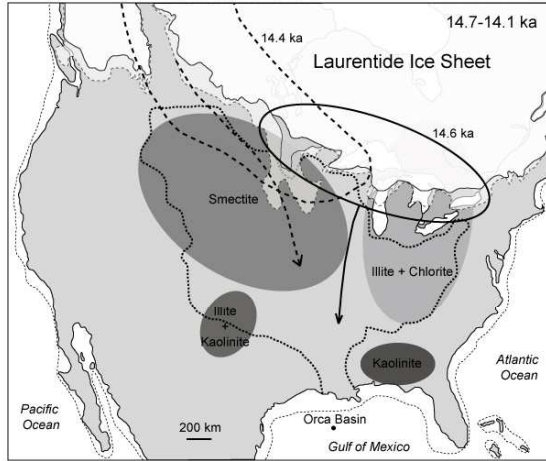 14.7-14.1 ka
14.4 ka
Laurentide Ice Sheet
14.6 ka
Smectite
Illite + Chlorite
Illite
+
Kaolinite
Kaolinite
Atlantic
Ocean
Pacific
Ocean
200 km
Orca Basin
Gulf of Mexico